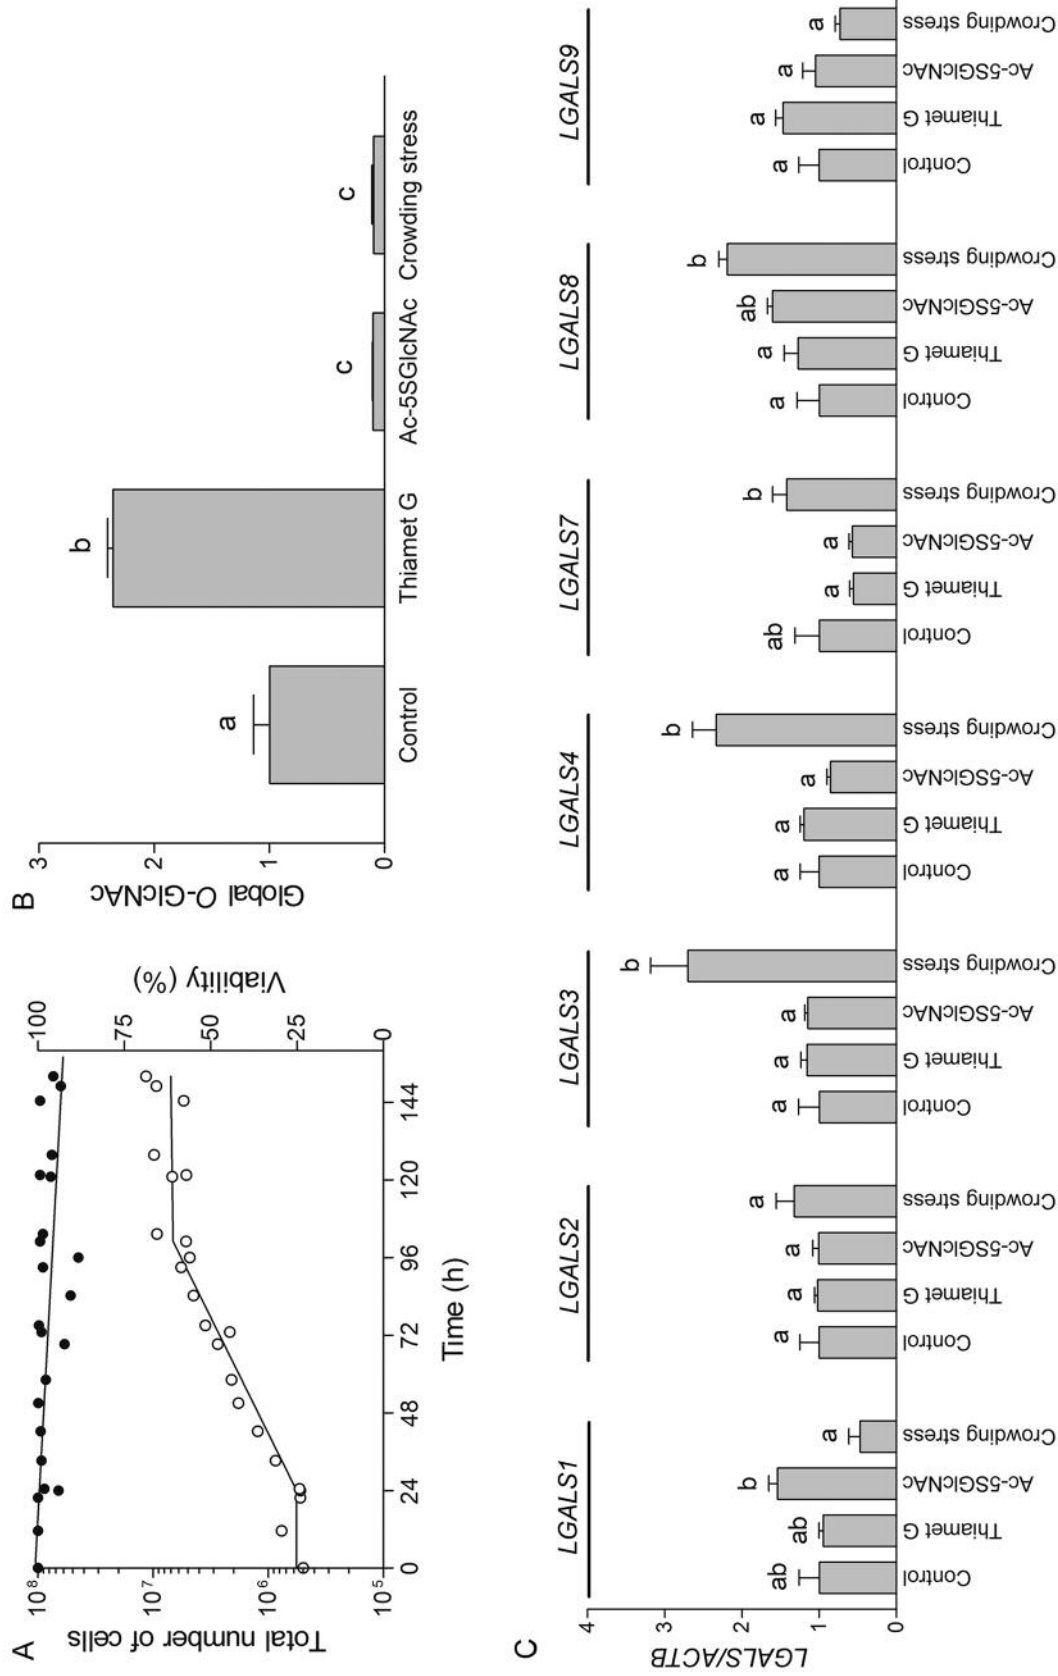 A
Total number of cells
10⁸
10⁷
10⁶
10⁵
0
24
48
72
96
120
144
Time (h)
100
75
50
25
0
Viability (%)
B
Global O-GlcNAc
3
2
1
0
a
b
c
c
Control
Thiamet G
Ac-5SGlcNAc
Crowding stress
C
LGALS/ACTB
4
3
2
1
0
LGALS1
ab
ab
b
a
Control
Thiamet G
Ac-5SGlcNAc
Crowding stress
LGALS2
a
a
a
a
Control
Thiamet G
Ac-5SGlcNAc
Crowding stress
LGALS3
a
a
a
b
Control
Thiamet G
Ac-5SGlcNAc
Crowding stress
LGALS4
a
a
a
b
Control
Thiamet G
Ac-5SGlcNAc
Crowding stress
LGALS7
ab
a
a
b
Control
Thiamet G
Ac-5SGlcNAc
Crowding stress
LGALS8
a
a
ab
b
Control
Thiamet G
Ac-5SGlcNAc
Crowding stress
LGALS9
a
a
a
a
Control
Thiamet G
Ac-5SGlcNAc
Crowding stress